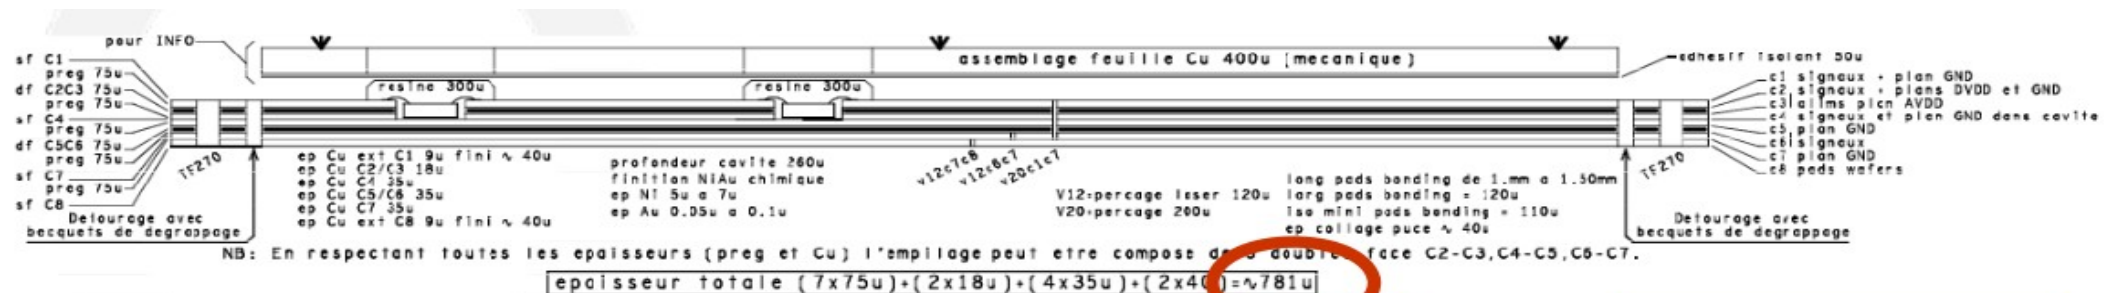 pour INFO
assemblage feuille Cu 400u (mecanique)
adhesif isolant 50u
sf C1
preg 75u
df C2C3 75u
preg 75u
sf C4
preg 75u
df C5C6 75u
preg 75u
sf C7
preg 75u
sf C8
resine 300u
resine 300u
c1 signaux + plan GND
c2 signaux + plans DVDD et GND
c3 alims plan AVDD
c4 signaux et plan GND dans cavite
c5 plan GND
c6 signaux
c7 plan GND
c8 pads wafers
TF270
TF270
ep Cu ext C1 9u fini ∿ 40u
ep Cu C2/C3 18u
ep Cu C4 35u
ep Cu C5/C6 35u
ep Cu C7 35u
ep Cu ext C8 9u fini ∿ 40u
profondeur cavite 260u
finition NiAu chimique
ep Ni 5u a 7u
ep Au 0.05u a 0.1u
v12c7c8
v12c6c7
v20c1c7
V12=percage laser 120u
V20=percage 200u
long pads bonding de 1.mm a 1.50mm
larg pads bonding = 120u
iso mini pads bonding = 110u
ep collage puce ∿ 40u
Detourage avec
becquets de degrappage
Detourage avec
becquets de degrappage
NB: En respectant toutes les epaisseurs (preg et Cu) l'empilage peut etre compose de double face C2-C3,C4-C5,C6-C7.
epaisseur totale (7x75u)+(2x18u)+(4x35u)+(2x40)=∿781u